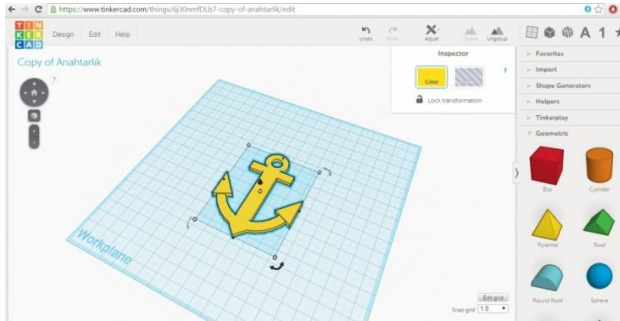 https://www.tinkercad.com/things/6j30nmfDLb7-copy-of-anahtarlik/edit
TIN
KER
CAD
Design
Edit
Help
Undo
Redo
Adjust
Group
Ungroup
Copy of Anahtarlık
?
Inspector
Color
?
Lock transformation
A 1
Favorites
Import
Shape Generators
Helpers
Tinkerplay
Geometric
Box
Cylinder
Pyramid
Roof
Round Roof
Sphere
Workplane
Edit grid
Snap grid 1.0